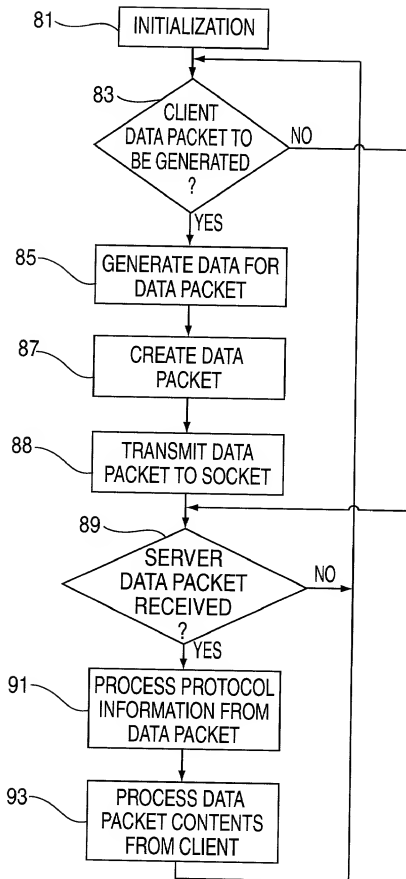 81
INITIALIZATION
83
CLIENT
DATA PACKET TO
BE GENERATED
?
NO
YES
85
GENERATE DATA FOR
DATA PACKET
87
CREATE DATA
PACKET
88
TRANSMIT DATA
PACKET TO SOCKET
89
SERVER
DATA PACKET
RECEIVED
?
NO
YES
91
PROCESS PROTOCOL
INFORMATION FROM
DATA PACKET
93
PROCESS DATA
PACKET CONTENTS
FROM CLIENT